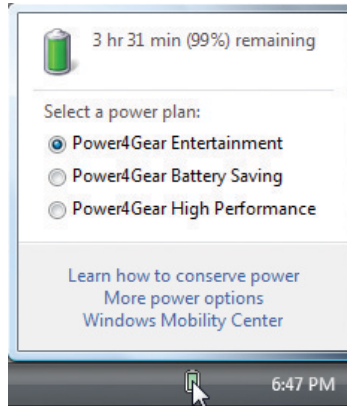 3 hr 31 min (99%) remaining
Select a power plan:
Power4Gear Entertainment
Power4Gear Battery Saving
Power4Gear High Performance
Learn how to conserve power
More power options
Windows Mobility Center
6:47 PM